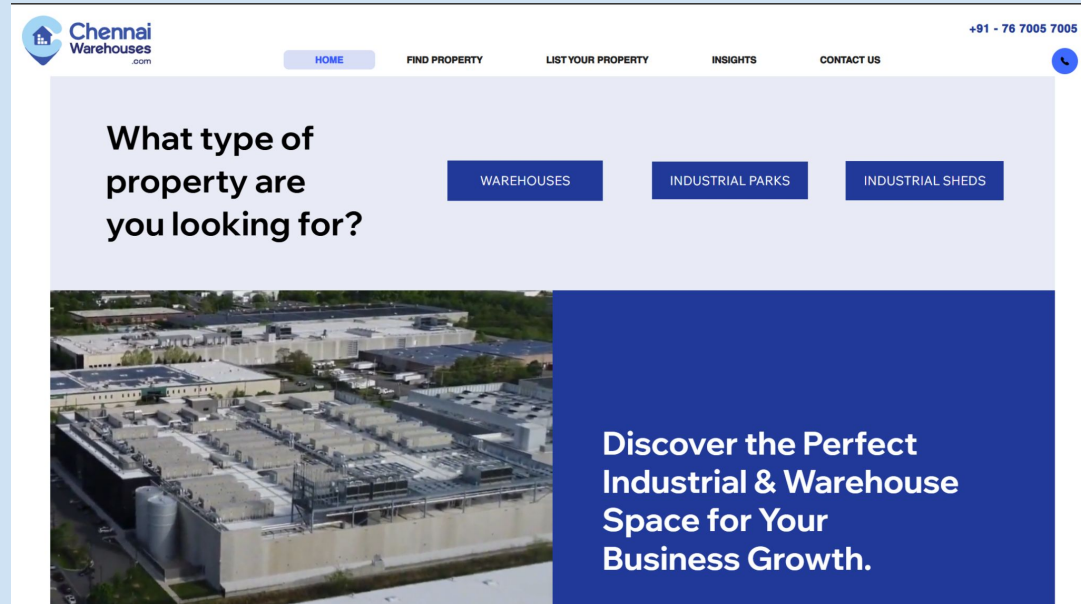 Chennai
Warehouses
.com
+91 - 76 7005 7005
HOME
FIND PROPERTY
LIST YOUR PROPERTY
INSIGHTS
CONTACT US
What type of
property are
you looking for?
WAREHOUSES
INDUSTRIAL PARKS
INDUSTRIAL SHEDS
Discover the Perfect
Industrial & Warehouse
Space for Your
Business Growth.